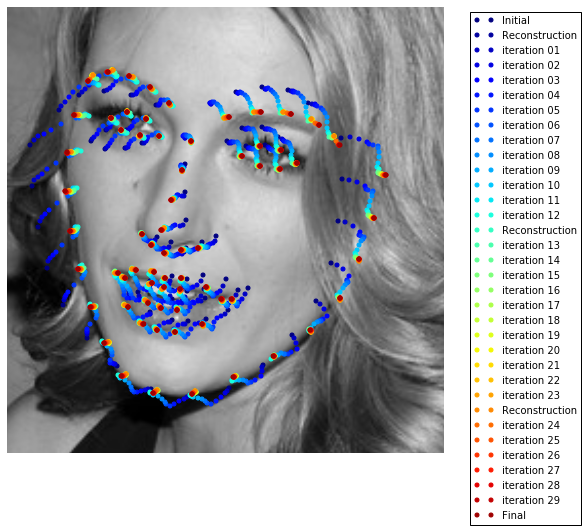 Initial
Reconstruction
iteration 01
iteration 02
iteration 03
iteration 04
iteration 05
iteration 06
iteration 07
iteration 08
iteration 09
iteration 10
iteration 11
iteration 12
Reconstruction
iteration 13
iteration 14
iteration 15
iteration 16
iteration 17
iteration 18
iteration 19
iteration 20
iteration 21
iteration 22
iteration 23
Reconstruction
iteration 24
iteration 25
iteration 26
iteration 27
iteration 28
iteration 29
Final